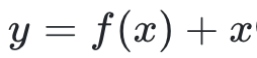 y = f(x) + x